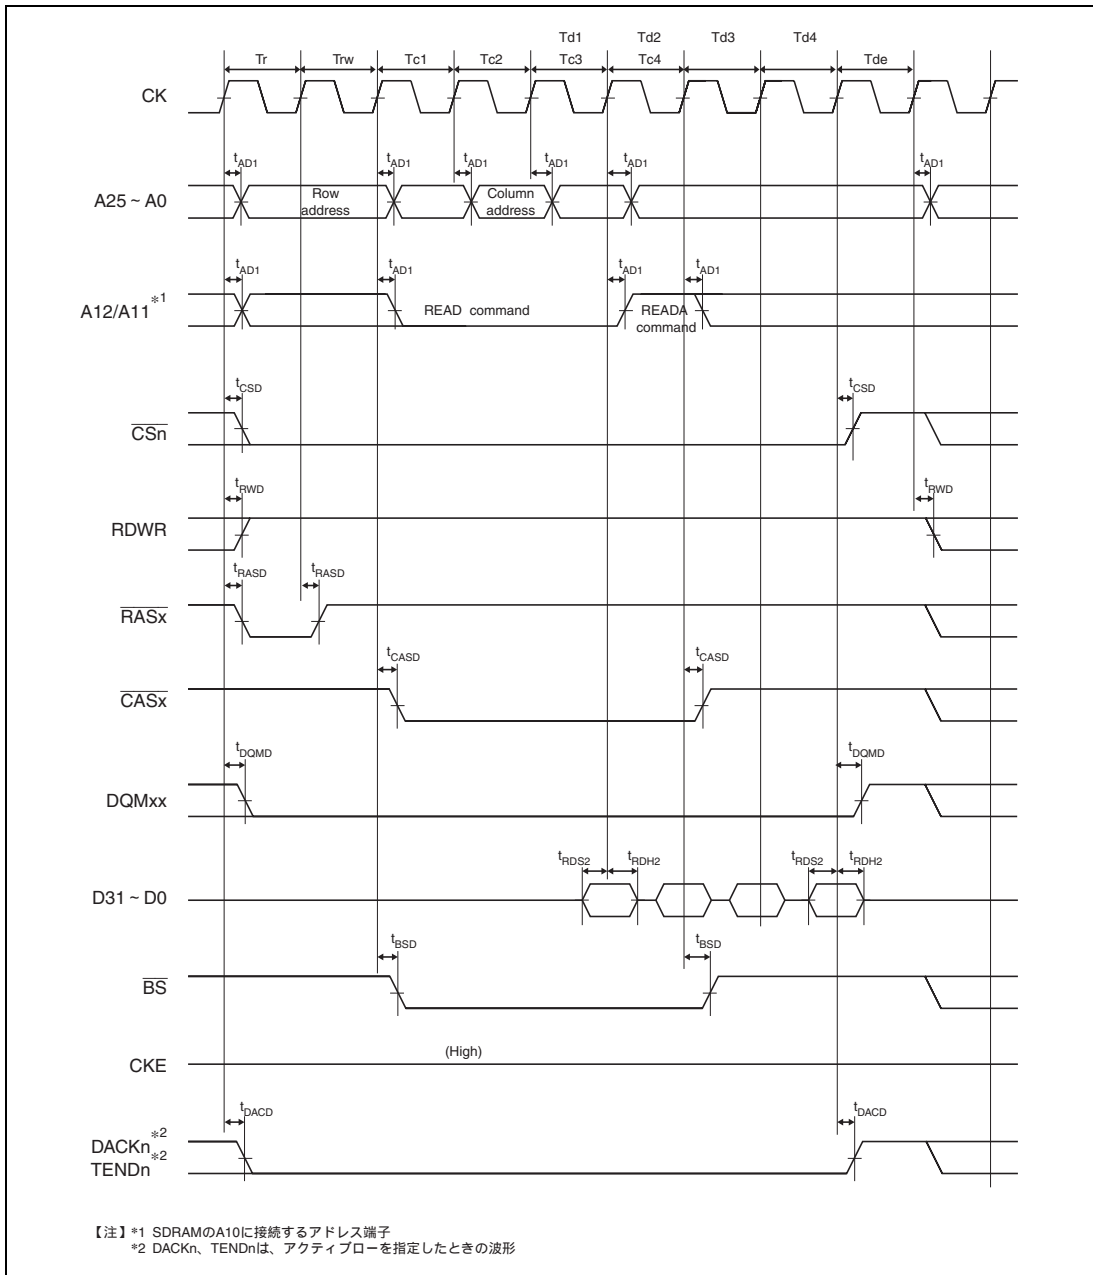 Td1 Td2 Td3 Td4
Tr Trw Tc1 Tc2 Tc3 Tc4 Tde
CK
tAD1 tAD1 tAD1 tAD1 tAD1 tAD1
A25 ~ A0
Row address
Column address
tAD1 tAD1 tAD1 tAD1
A12/A11*1
READ command
READA command
tCSD tCSD
CSn
tRWD tRWD
RDWR
tRASD tRASD
RASx
tCASD tCASD
CASx
tDQMD tDQMD
DQMxx
tRDS2 tRDH2 tRDS2 tRDH2
D31 ~ D0
tBSD tBSD
BS
(High)
CKE
tDACD tDACD
DACKn*2
TENDn*2
【注】*1 SDRAMのA10に接続するアドレス端子
*2 DACKn、TENDnは、アクティブローを指定したときの波形